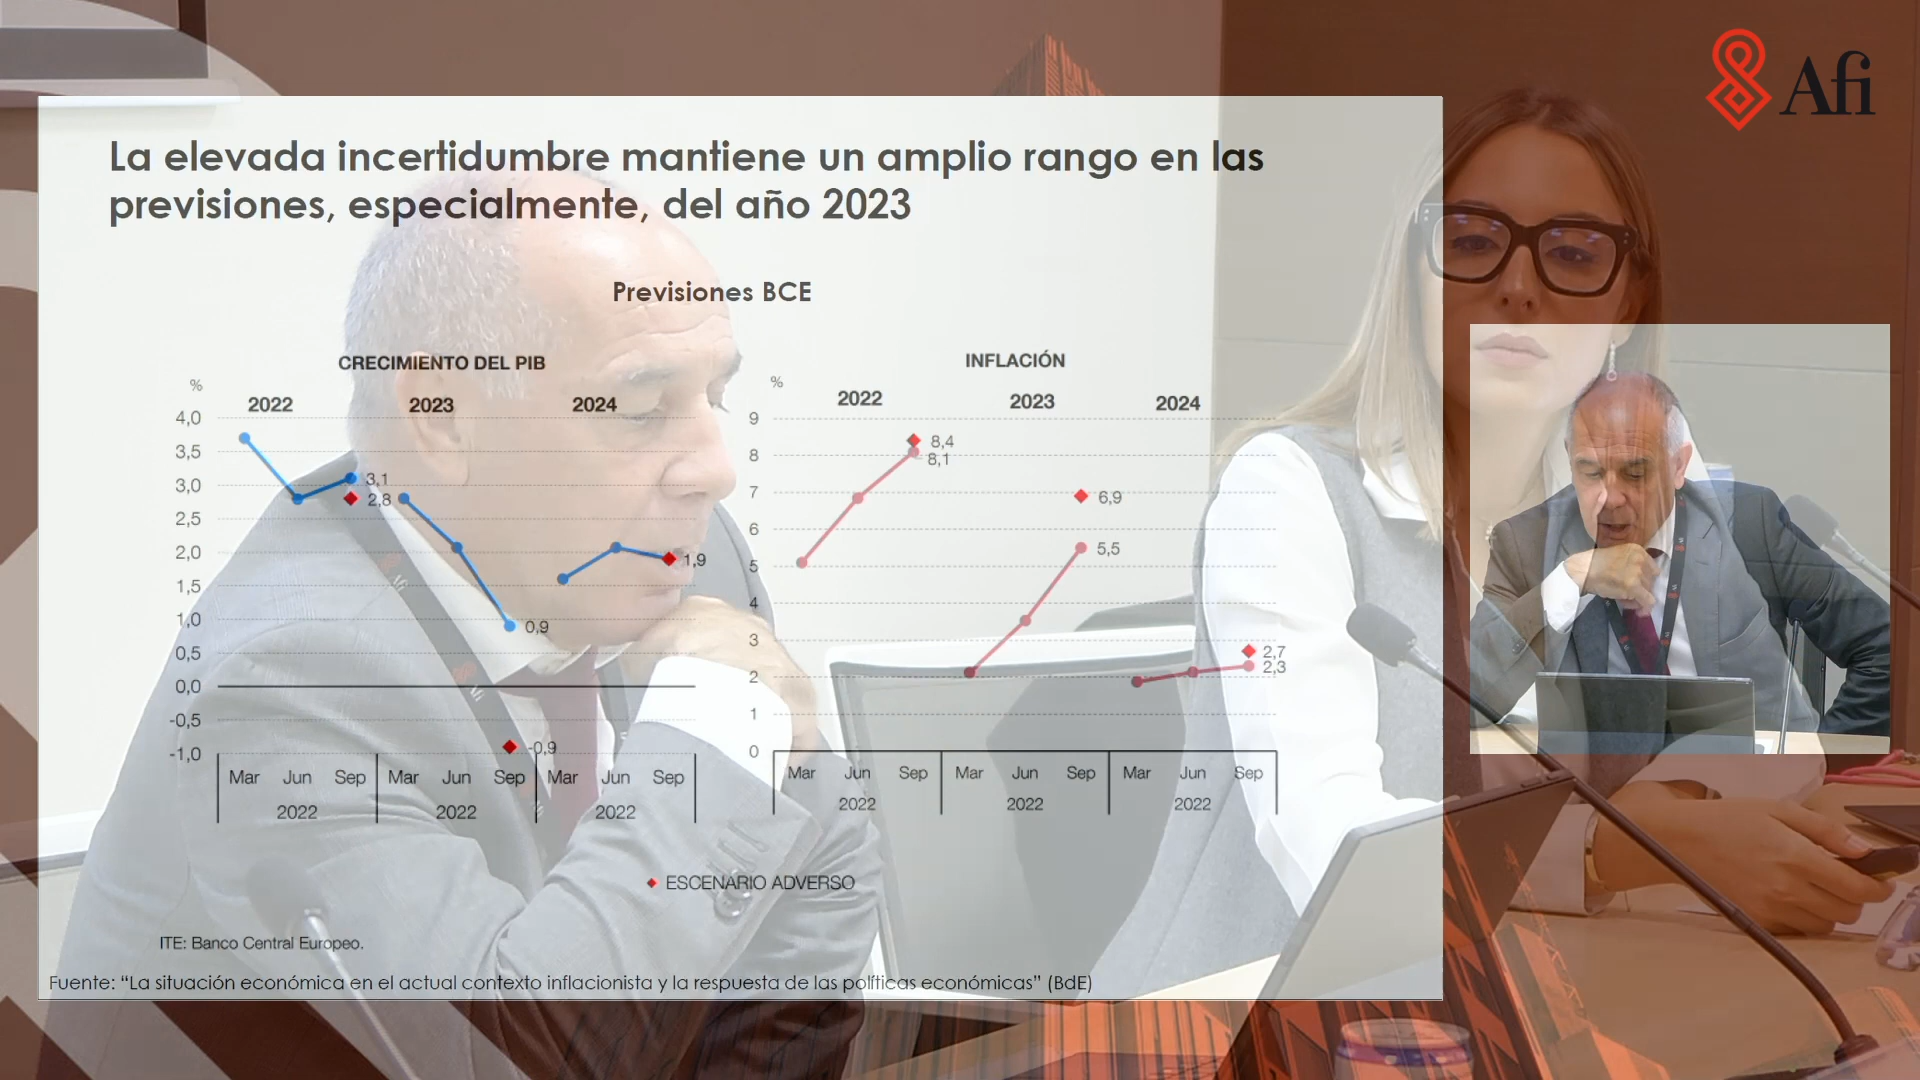 Afi
La elevada incertidumbre mantiene un amplio rango en las
previsiones, especialmente, del año 2023
Previsiones BCE
CRECIMIENTO DEL PIB
%
2022 2023 2024
4,0
3,5
3,0
2,5
2,0
1,5
1,0
0,5
0,0
-0,5
-1,0
3,1
2,8
1,9
0,9
-0,9
Mar Jun Sep Mar Jun Sep Mar Jun Sep
2022 2022 2022
INFLACIÓN
%
2022 2023 2024
9
8
7
6
5
4
3
2
1
0
8,4
8,1
6,9
5,5
2,7
2,3
Mar Jun Sep Mar Jun Sep Mar Jun Sep
2022 2022 2022
ESCENARIO ADVERSO
ITE: Banco Central Europeo.
Fuente: “La situación económica en el actual contexto inflacionista y la respuesta de las políticas económicas” (BdE)